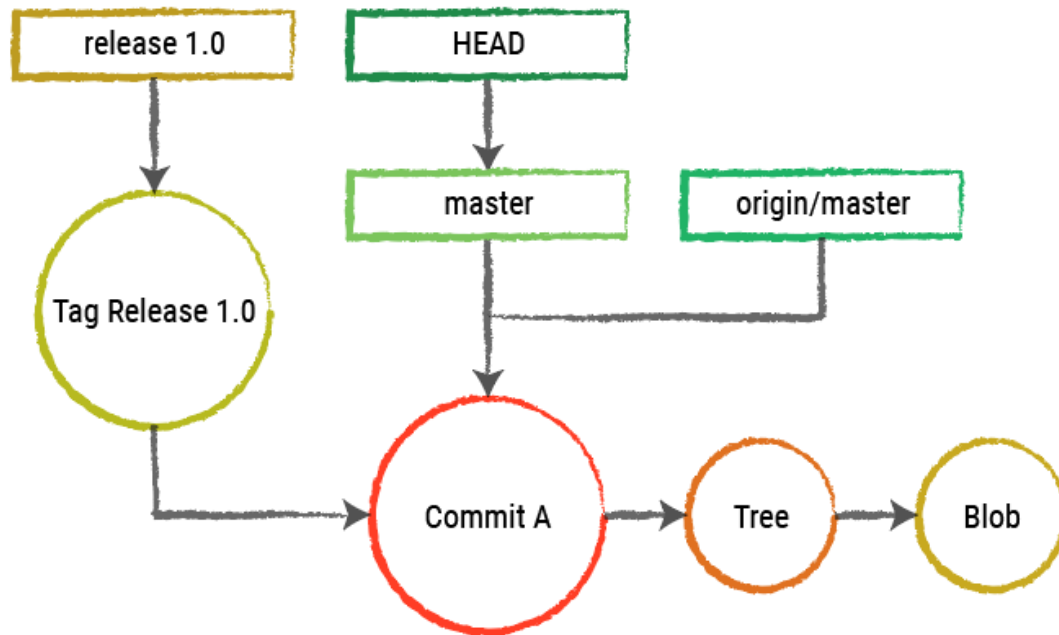 release 1.0
HEAD
master
origin/master
Tag Release 1.0
Commit A
Tree
Blob